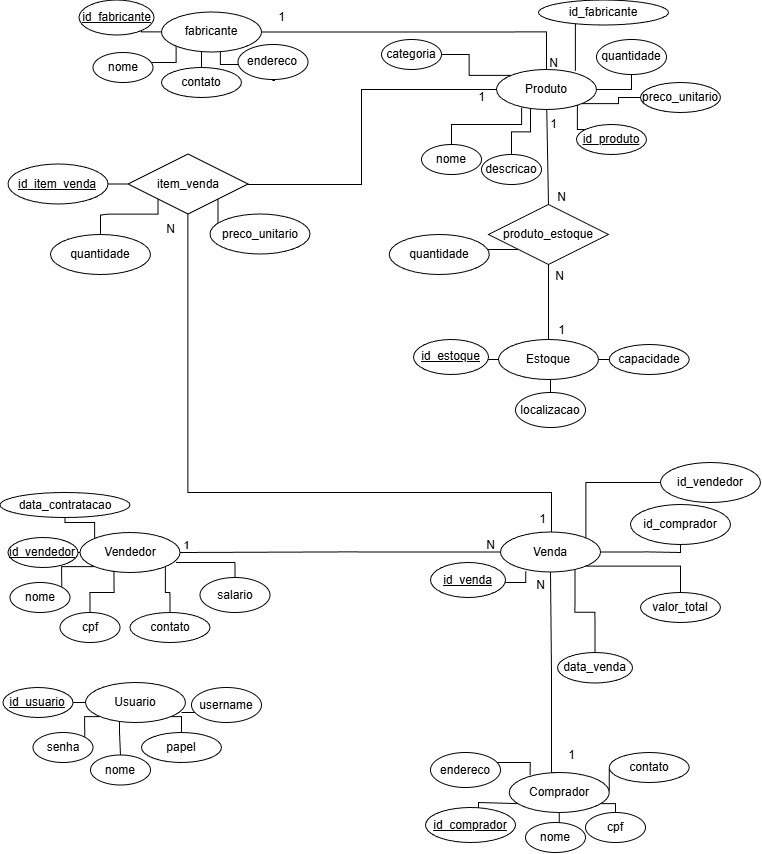 id_fabricante
fabricante
1
id_fabricante
nome
contato
endereco
categoria
N
quantidade
Produto
1
preco_unitario
1
nome
descricao
id_produto
id_item_venda
item_venda
N
quantidade
preco_unitario
N
produto_estoque
quantidade
N
1
id_estoque
Estoque
capacidade
localizacao
id_vendedor
data_contratacao
1
id_comprador
id_vendedor
Vendedor
1
N
Venda
id_venda
N
nome
salario
cpf
contato
valor_total
data_venda
id_usuario
Usuario
username
senha
papel
nome
1
endereco
contato
Comprador
id_comprador
nome
cpf